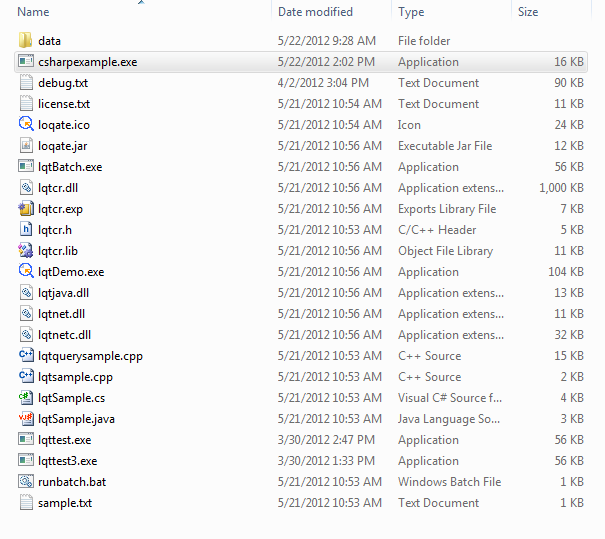 Name Date modified Type Size
data 5/22/2012 9:28 AM File folder
csharpexample.exe 5/22/2012 2:02 PM Application 16 KB
debug.txt 4/2/2012 3:04 PM Text Document 90 KB
license.txt 5/21/2012 10:54 AM Text Document 11 KB
loqate.ico 5/21/2012 10:54 AM Icon 24 KB
loqate.jar 5/21/2012 10:56 AM Executable Jar File 12 KB
lqtBatch.exe 5/21/2012 10:56 AM Application 56 KB
lqtcr.dll 5/21/2012 10:56 AM Application extens... 1,000 KB
lqtcr.exp 5/21/2012 10:56 AM Exports Library File 7 KB
lqtcr.h 5/21/2012 10:53 AM C/C++ Header 5 KB
lqtcr.lib 5/21/2012 10:56 AM Object File Library 11 KB
lqtDemo.exe 5/21/2012 10:56 AM Application 104 KB
lqtjava.dll 5/21/2012 10:56 AM Application extens... 13 KB
lqtnet.dll 5/21/2012 10:56 AM Application extens... 11 KB
lqtnetc.dll 5/21/2012 10:56 AM Application extens... 32 KB
lqtquerysample.cpp 5/21/2012 10:53 AM C++ Source 15 KB
lqtsample.cpp 5/21/2012 10:53 AM C++ Source 2 KB
lqtSample.cs 5/21/2012 10:53 AM Visual C# Source f... 4 KB
lqtSample.java 5/21/2012 10:53 AM Java Language So... 3 KB
lqttest.exe 3/30/2012 2:47 PM Application 56 KB
lqttest3.exe 3/30/2012 1:33 PM Application 56 KB
runbatch.bat 5/21/2012 10:53 AM Windows Batch File 1 KB
sample.txt 5/21/2012 10:53 AM Text Document 1 KB